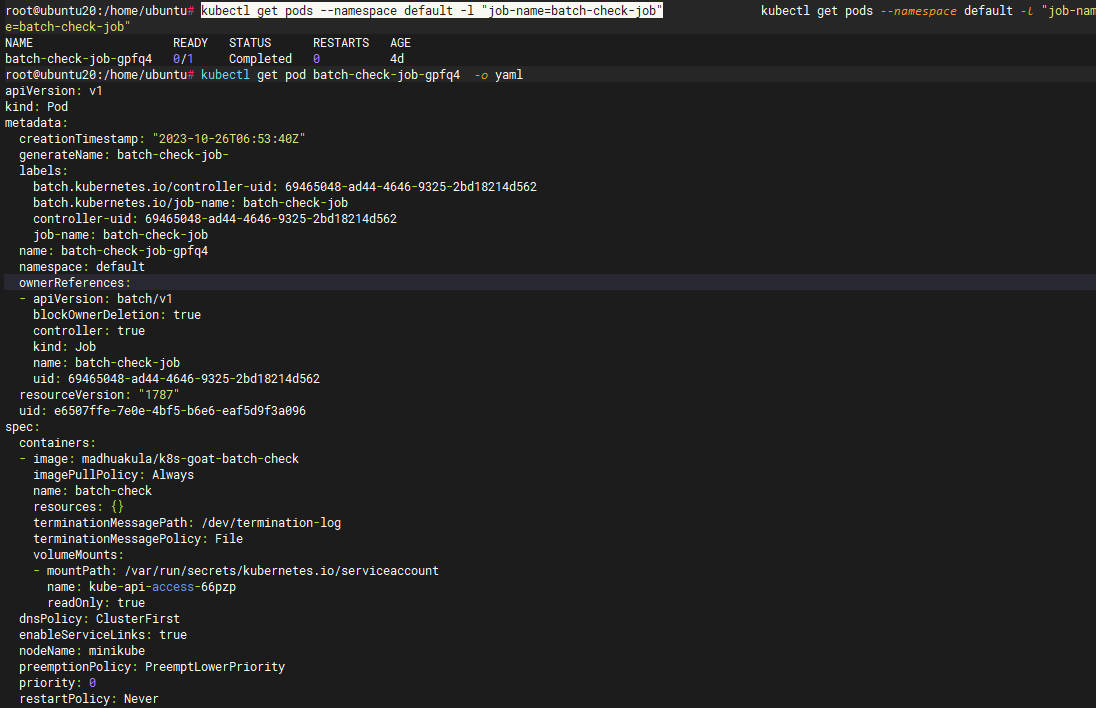 root@ubuntu20:/home/ubuntu# kubectl get pods --namespace default -l "job-name=batch-check-job"              kubectl get pods --namespace default -l "job-nam
e=batch-check-job"
NAME                    READY   STATUS      RESTARTS   AGE
batch-check-job-gpfq4   0/1     Completed   0          4d
root@ubuntu20:/home/ubuntu# kubectl get pod batch-check-job-gpfq4  -o yaml
apiVersion: v1
kind: Pod
metadata:
  creationTimestamp: "2023-10-26T06:53:40Z"
  generateName: batch-check-job-
  labels:
    batch.kubernetes.io/controller-uid: 69465048-ad44-4646-9325-2bd18214d562
    batch.kubernetes.io/job-name: batch-check-job
    controller-uid: 69465048-ad44-4646-9325-2bd18214d562
    job-name: batch-check-job
  name: batch-check-job-gpfq4
  namespace: default
  ownerReferences:
  - apiVersion: batch/v1
    blockOwnerDeletion: true
    controller: true
    kind: Job
    name: batch-check-job
    uid: 69465048-ad44-4646-9325-2bd18214d562
  resourceVersion: "1787"
  uid: e6507ffe-7e0e-4bf5-b6e6-eaf5d9f3a096
spec:
  containers:
  - image: madhuakula/k8s-goat-batch-check
    imagePullPolicy: Always
    name: batch-check
    resources: {}
    terminationMessagePath: /dev/termination-log
    terminationMessagePolicy: File
    volumeMounts:
    - mountPath: /var/run/secrets/kubernetes.io/serviceaccount
      name: kube-api-access-66pzp
      readOnly: true
  dnsPolicy: ClusterFirst
  enableServiceLinks: true
  nodeName: minikube
  preemptionPolicy: PreemptLowerPriority
  priority: 0
  restartPolicy: Never